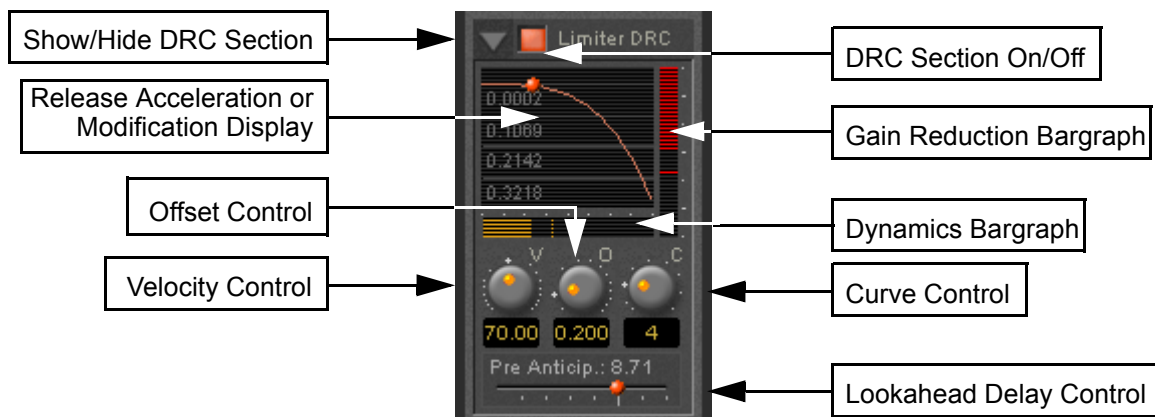 Show/Hide DRC Section
Limiter DRC
DRC Section On/Off
Release Acceleration or
Modification Display
0.0002
0.1069
0.2142
0.3218
Gain Reduction Bargraph
Offset Control
Dynamics Bargraph
V
O
C
Velocity Control
Curve Control
70.00
0.200
4
Pre Anticip.: 8.71
Lookahead Delay Control